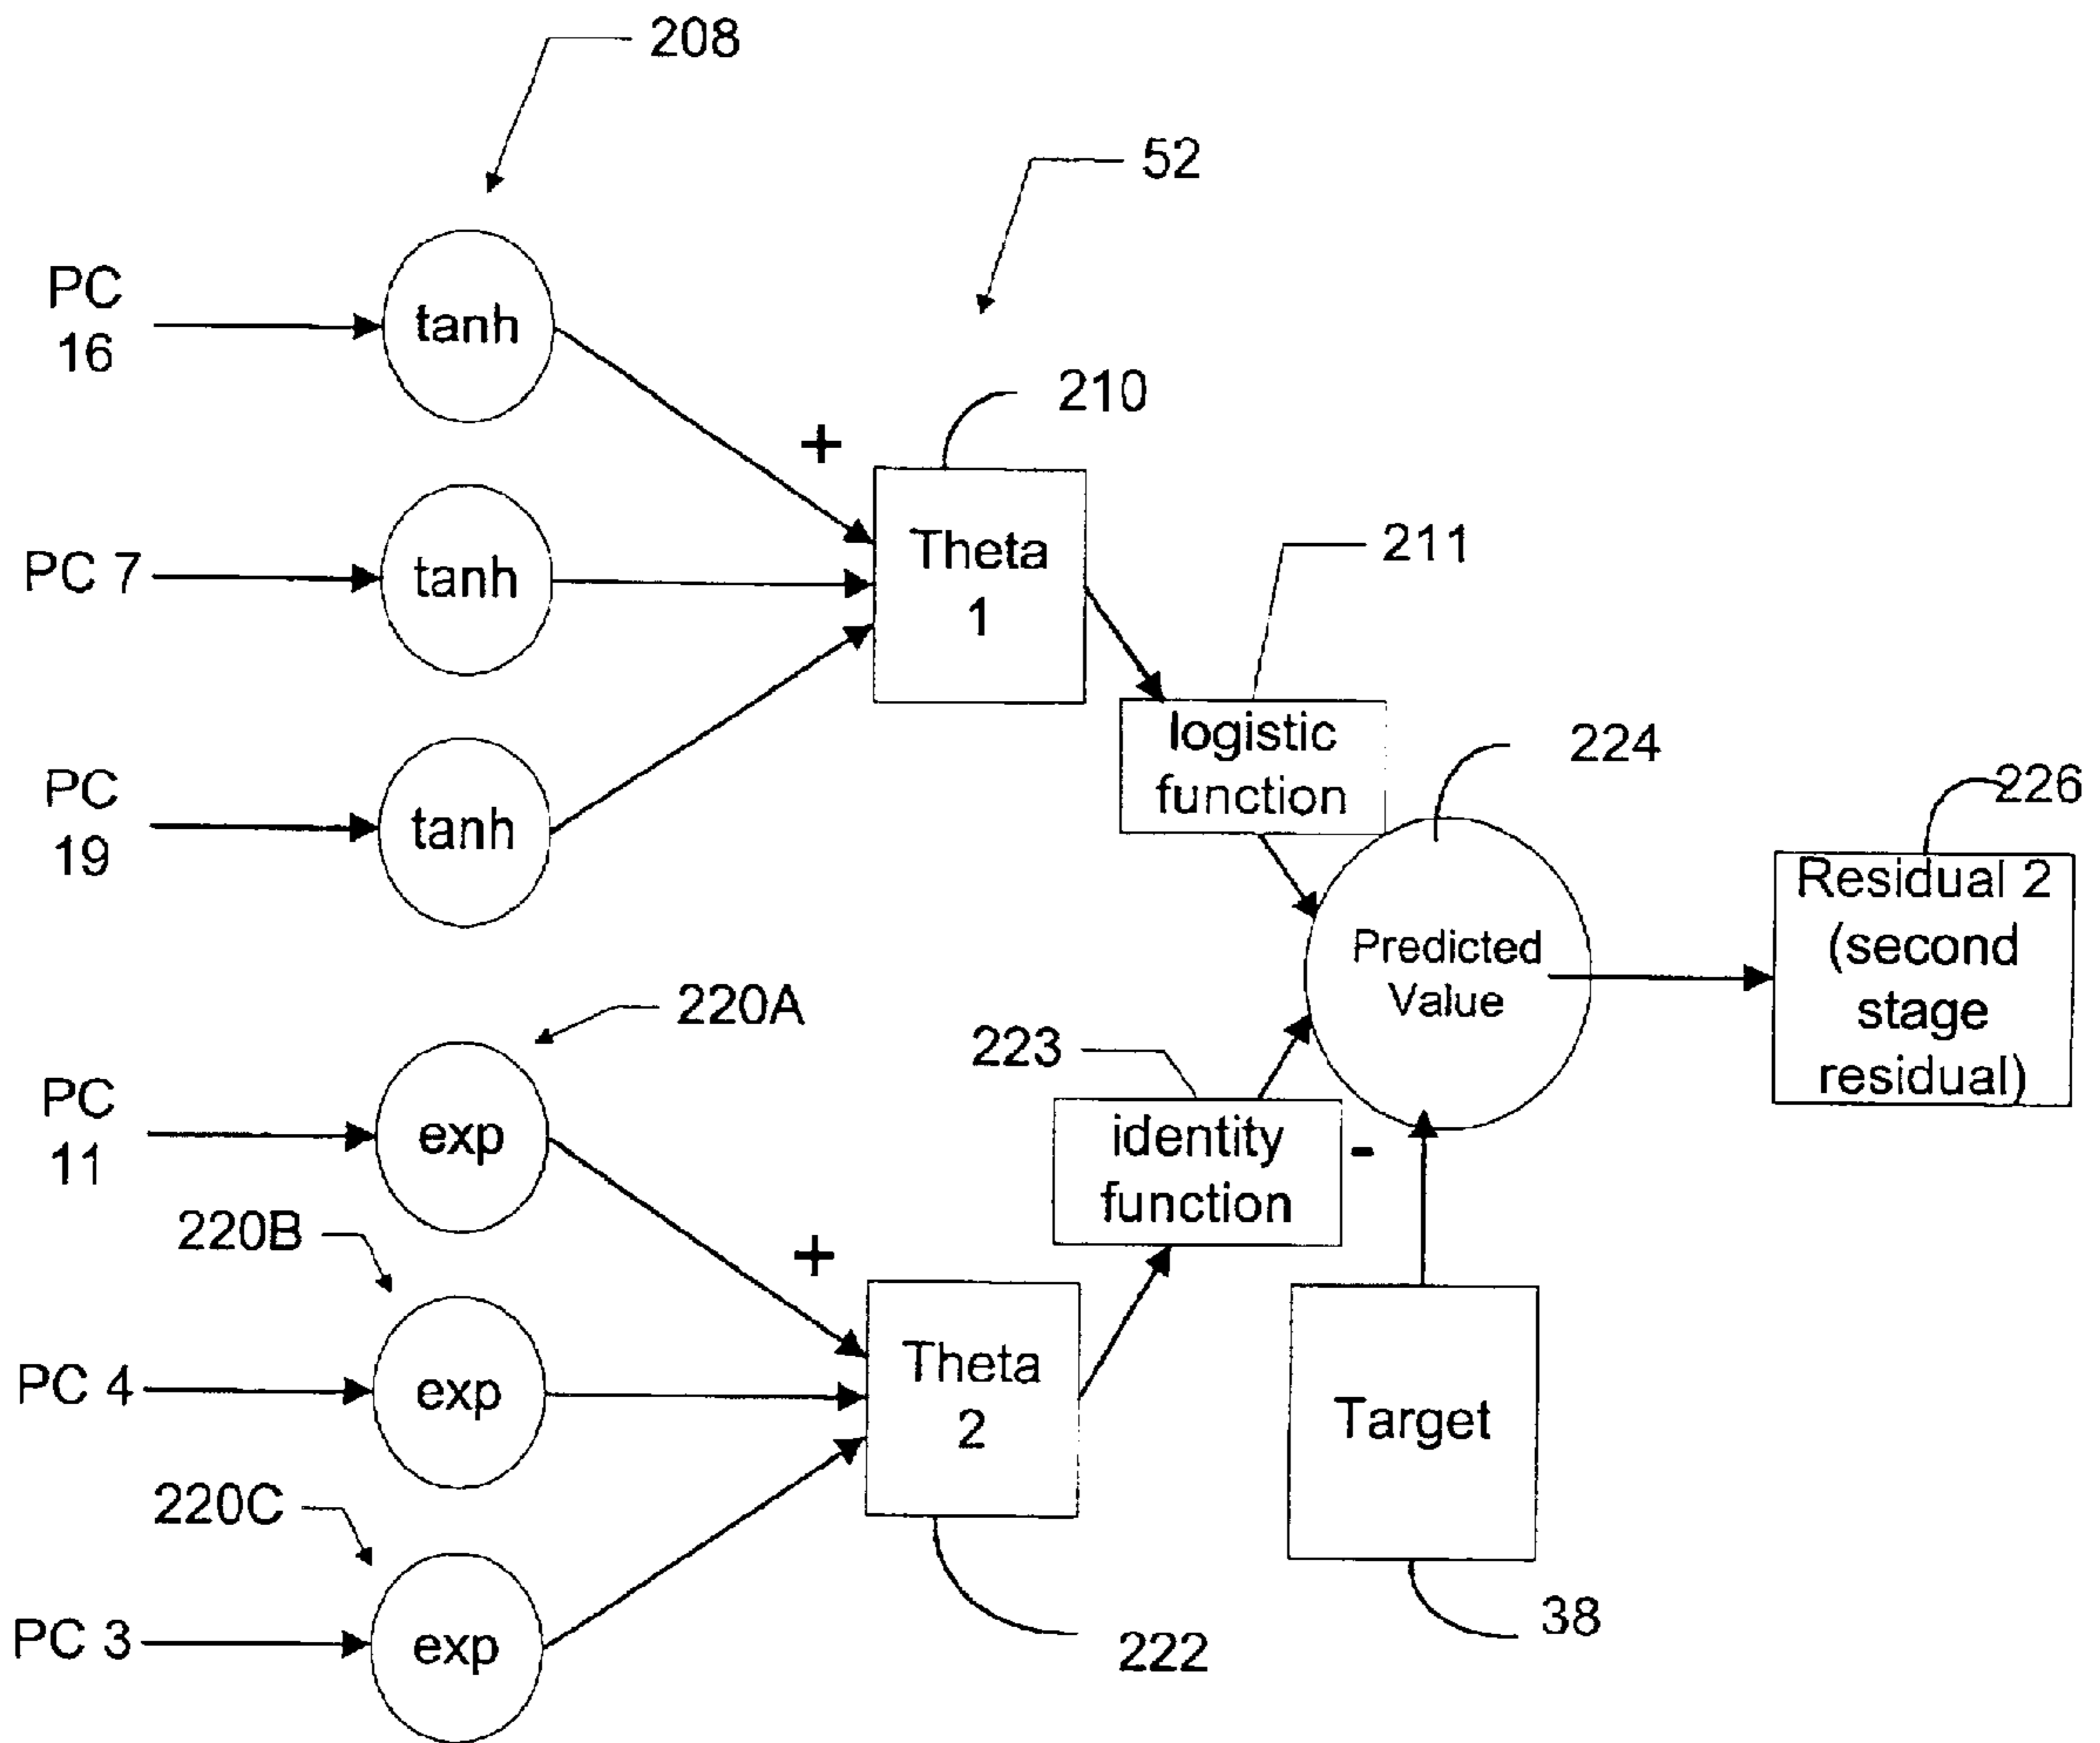 208
52
PC
16
tanh
210
+
PC 7
tanh
Theta
1
211
logistic
function
224
226
PC
19
tanh
Residual 2
(second
stage
residual)
Predicted
Value
220A
223
PC
11
exp
identity
function
-
220B
+
PC 4
exp
Theta
2
Target
220C
PC 3
exp
222
38